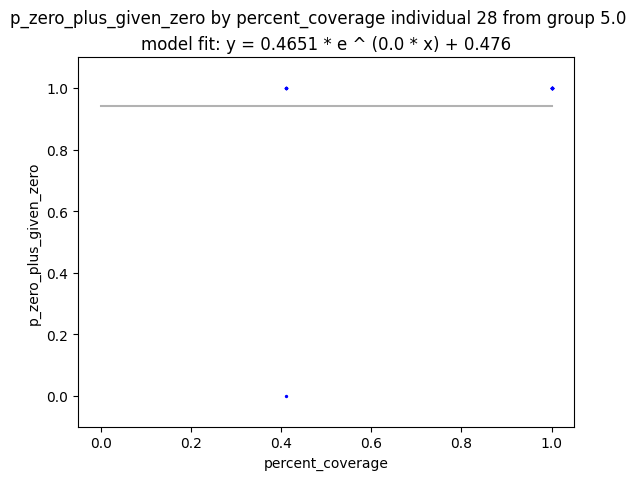 p_zero_plus_given_zero by percent_coverage individual 28 from group 5.0
model fit: y = 0.4651 * e ^ (0.0 * x) + 0.476
p_zero_plus_given_zero
1.0
0.8
0.6
0.4
0.2
0.0
0.0 0.2 0.4 0.6 0.8 1.0
percent_coverage